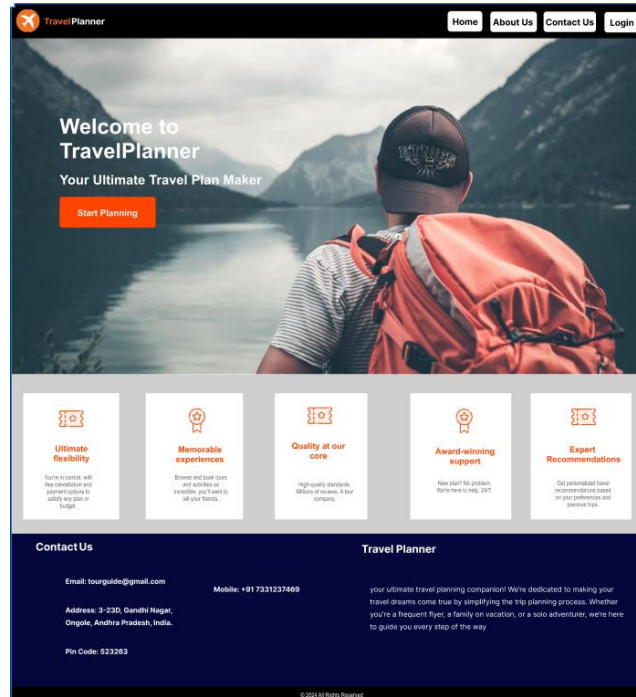 TravelPlanner
Home
About Us
Contact Us
Login
Welcome to
TravelPlanner
Your Ultimate Travel Plan Maker
Start Planning
Ultimate
flexibility
You're in control, with
free cancellation and
payment options to
satisfy any plan or
budget.
Memorable
experiences
Browse and book tours
and activities so
incredible, you'll want to
tell your friends.
Quality at our
core
High-quality standards.
Millions of reviews. A tour
company.
Award-winning
support
New plan? No problem.
We're here to help, 24/7.
Expert
Recommendations
Get personalized travel
recommendations based
on your preferences and
previous trips.
Contact Us
Email: tourguide@gmail.com
Mobile: +91 7331237469
Address: 3-23D, Gandhi Nagar,
Ongole, Andhra Pradesh, India.
Pin Code: 523263
Travel Planner
your ultimate travel planning companion! We're dedicated to making your
travel dreams come true by simplifying the trip planning process. Whether
you're a frequent flyer, a family on vacation, or a solo adventurer, we're here
to guide you every step of the way
© 2024 All Rights Reserved